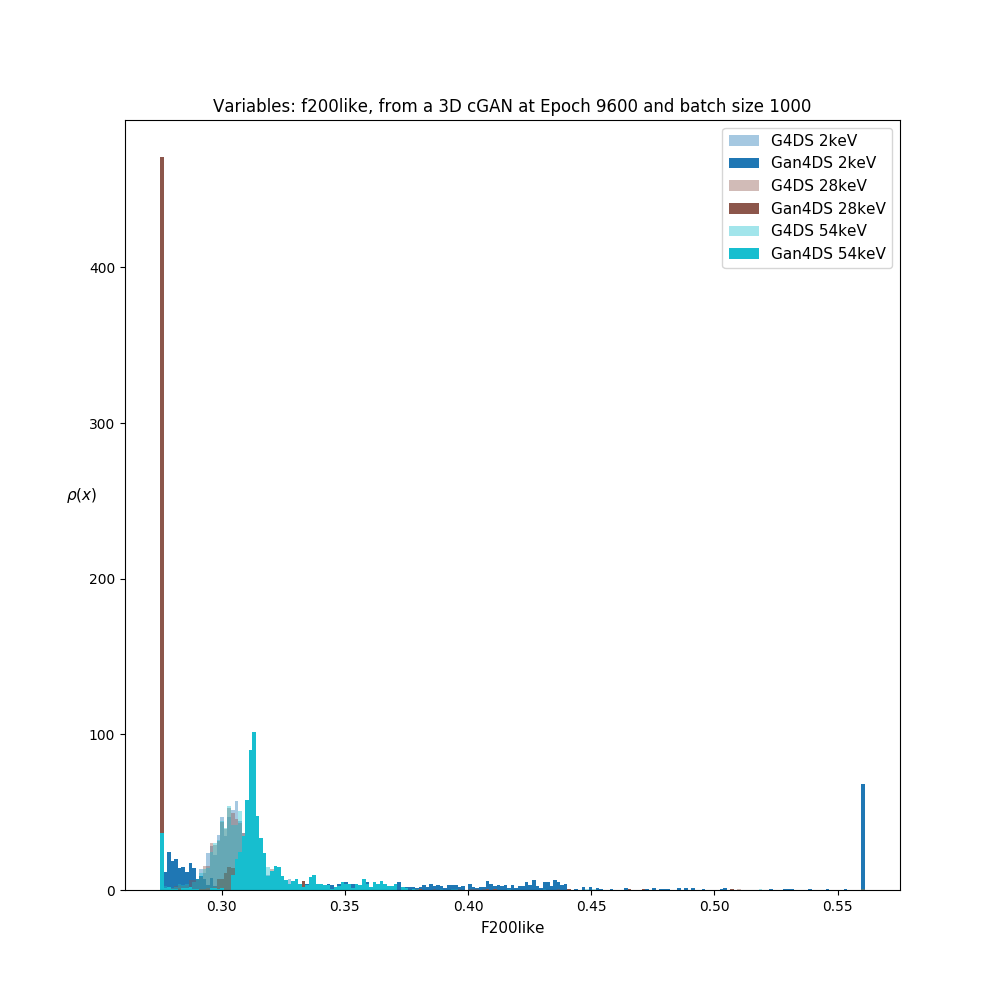 Variables: f200like, from a 3D cGAN at Epoch 9600 and batch size 1000
G4DS 2keV
Gan4DS 2keV
G4DS 28keV
Gan4DS 28keV
G4DS 54keV
Gan4DS 54keV
400
300
ρ(x)
200
100
0
0.30 0.35 0.40 0.45 0.50 0.55
F200like